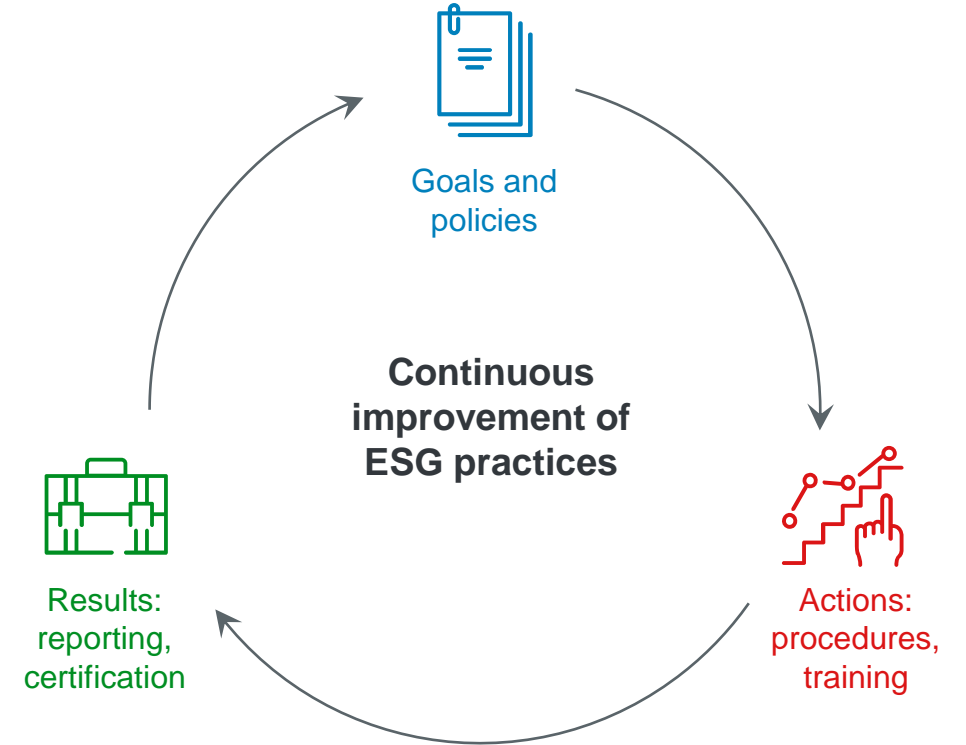 Goals and
policies
Continuous
improvement of
ESG practices
Results:
reporting,
certification
Actions:
procedures,
training